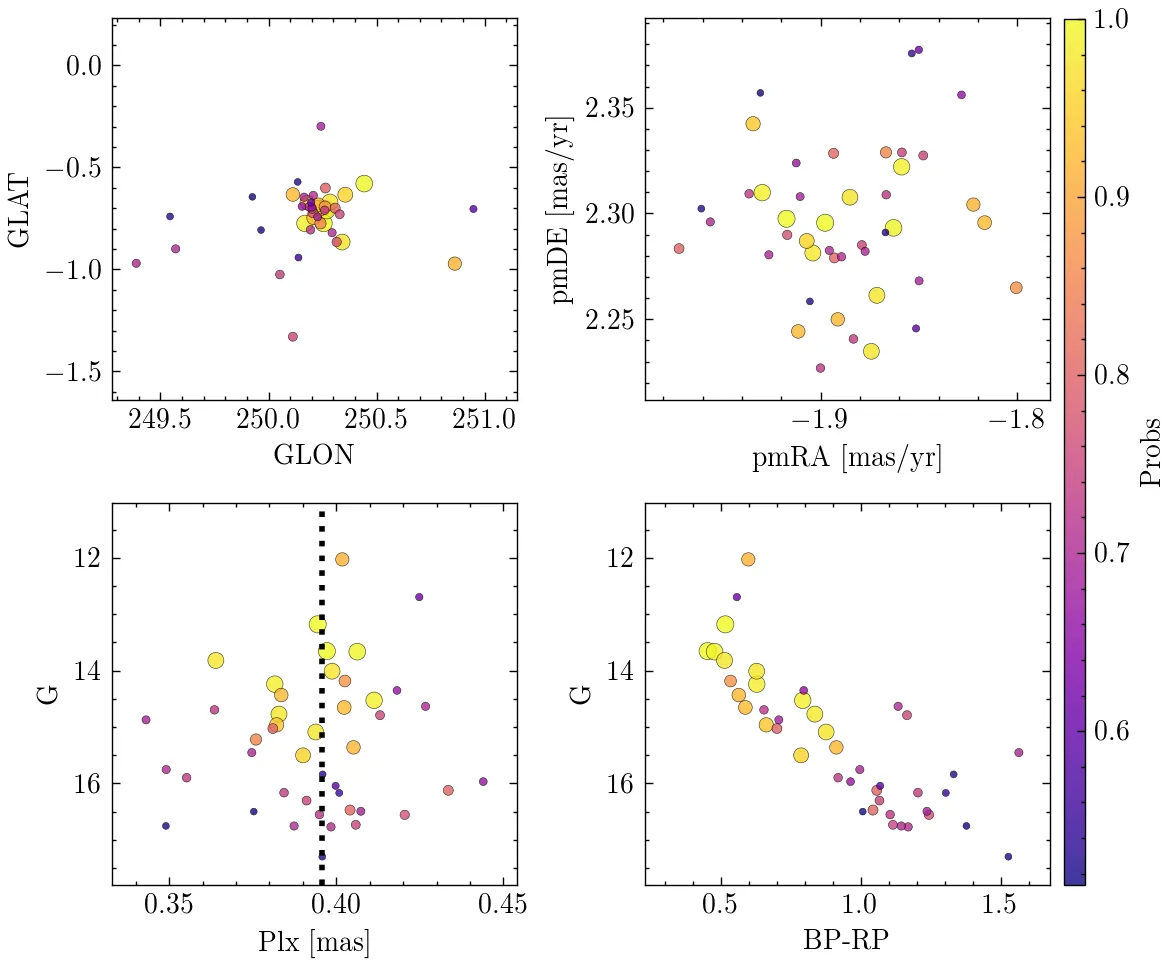 0.0
−0.5
−1.0
−1.5
GLAT
249.5 250.0 250.5 251.0
GLON
2.35
2.30
2.25
pmDE [mas/yr]
−1.9 −1.8
pmRA [mas/yr]
1.0
0.9
0.8
0.7
0.6
Probs
12
14
16
G
0.35 0.40 0.45
Plx [mas]
12
14
16
G
0.5 1.0 1.5
BP-RP